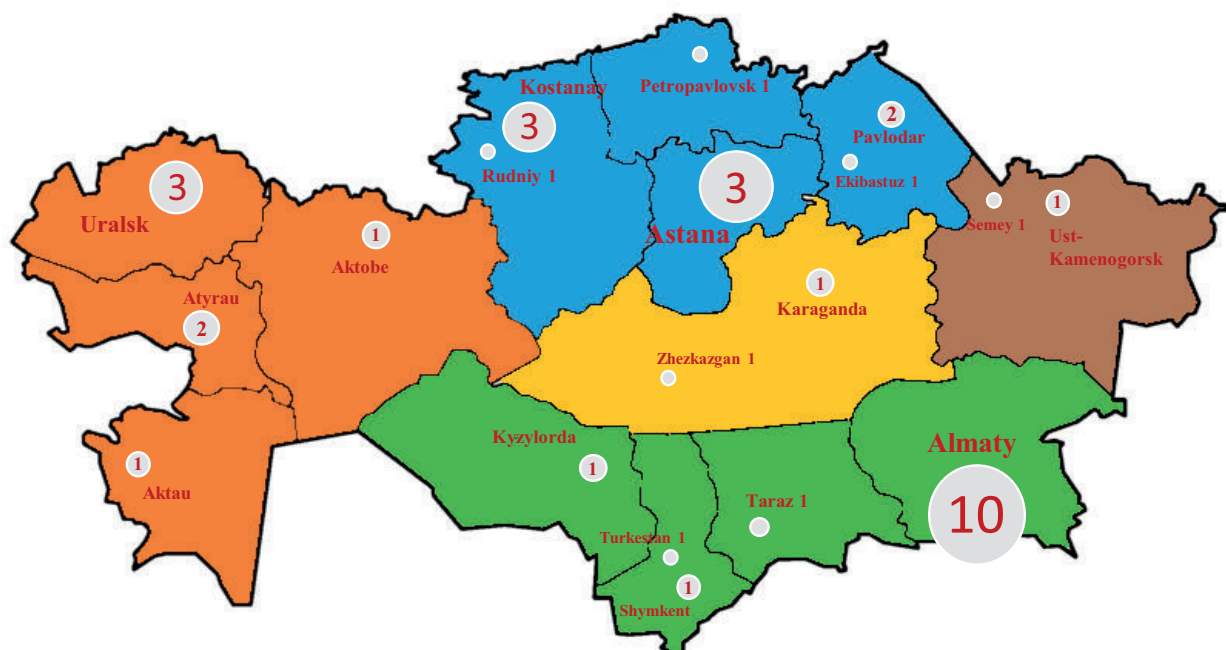 Kostanay
3
Rudniy 1
Petropavlovsk 1
2
Pavlodar
Ekibastuz 1
3
Astana
3
Uralsk
1
Aktobe
Atyrau
2
1
Aktau
Semey 1
1
Ust-
Kamenogorsk
1
Karaganda
Zhezkazgan 1
Kyzylorda
1
Turkestan 1
1
Shymkent
Taraz 1
Almaty
10